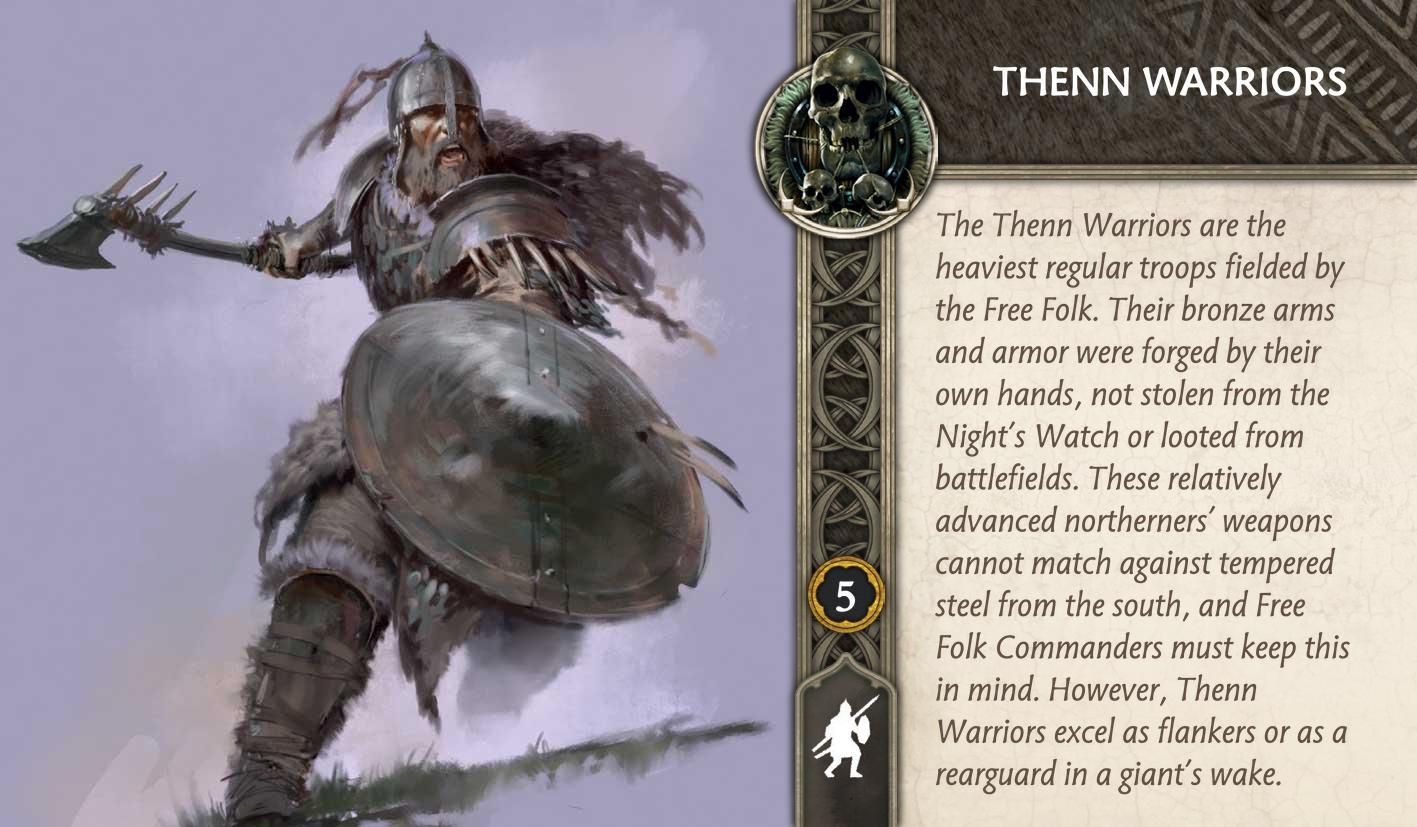 THENN WARRIORS
The Thenn Warriors are the
heaviest regular troops fielded by
the Free Folk. Their bronze arms
and armor were forged by their
own hands, not stolen from the
Night's Watch or looted from
battlefields. These relatively
advanced northerners' weapons
cannot match against tempered
steel from the south, and Free
Folk Commanders must keep this
in mind. However, Thenn
Warriors excel as flankers or as a
rearguard in a giant's wake.
5